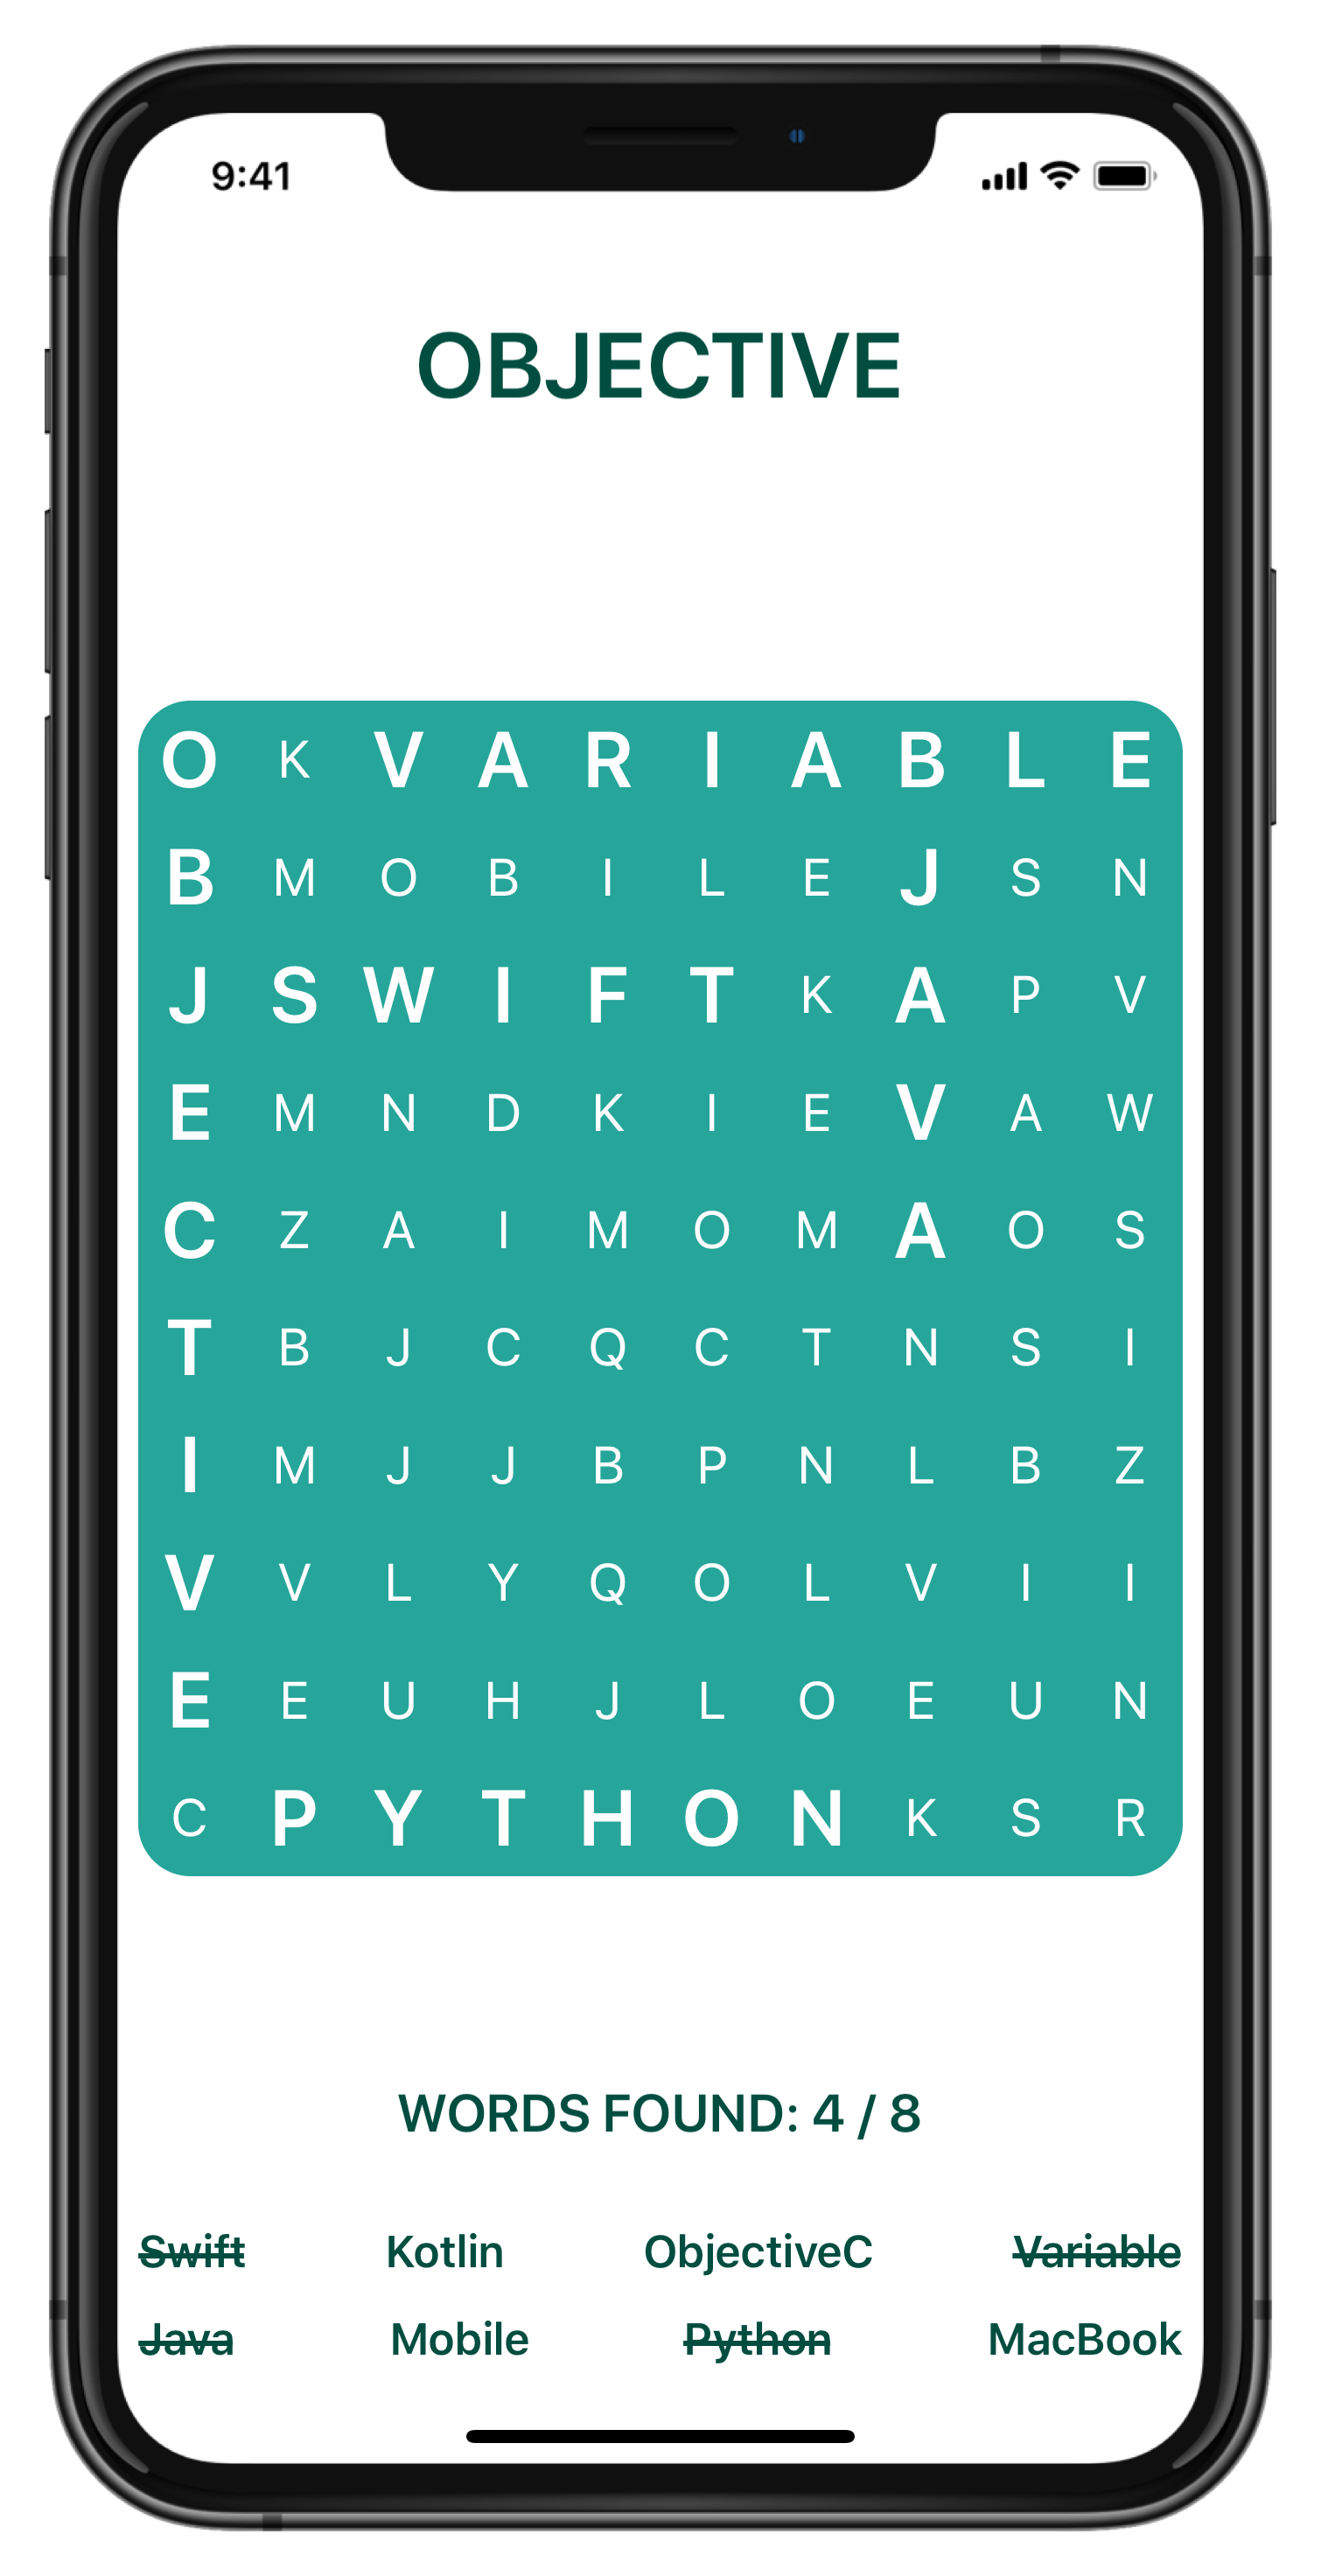 9:41
OBJECTIVE
O K V A R I A B L E
B M O B I L E J S N
J S W I F T K A P V
E M N D K I E V A W
C Z A I M O M A O S
T B J C Q C T N S I
I M J J B P N L B Z
V V L Y Q O L V I I
E E U H J L O E U N
C P Y T H O N K S R
WORDS FOUND: 4 / 8
Swift Kotlin ObjectiveC Variable
Java Mobile Python MacBook